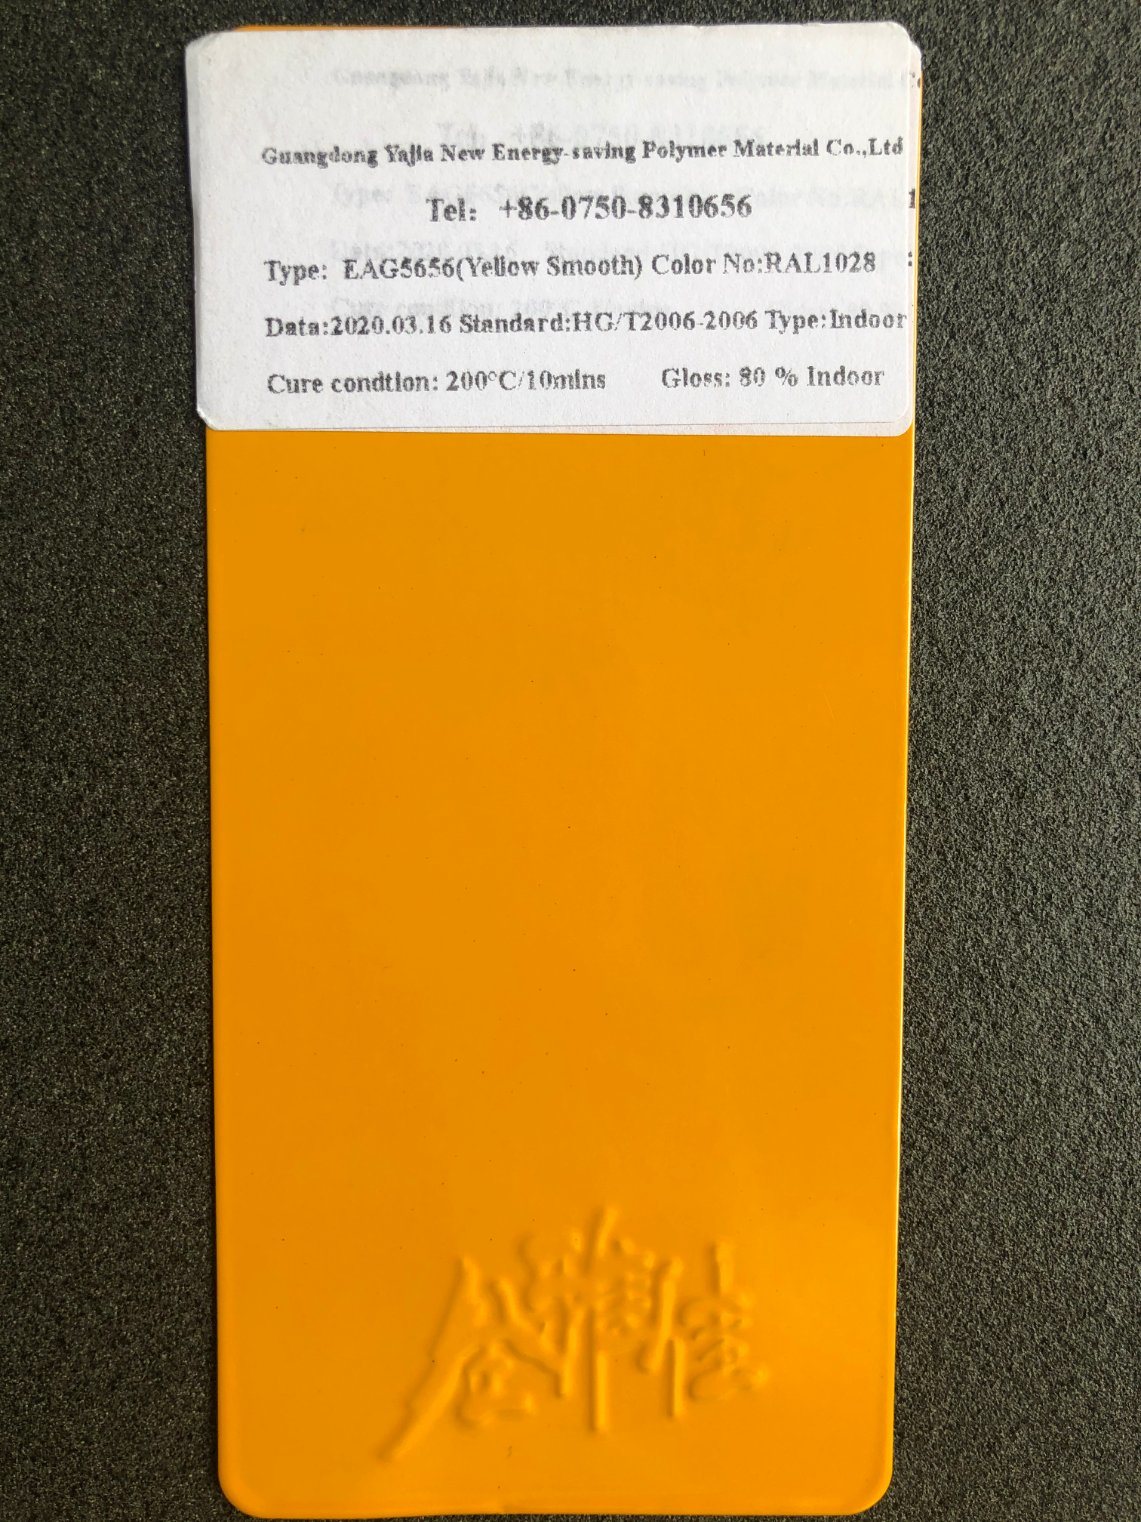 Guangdong Yajia New Energy-saving Polymer Material Co.,Ltd
Tel: +86-0750-8310656
Type: EAG5656(Yellow Smooth) Color No:RAL1028
Data:2020.03.16 Standard:HG/T2006-2006 Type:Indoor
Cure condtion: 200°C/10mins Gloss: 80 % Indoor